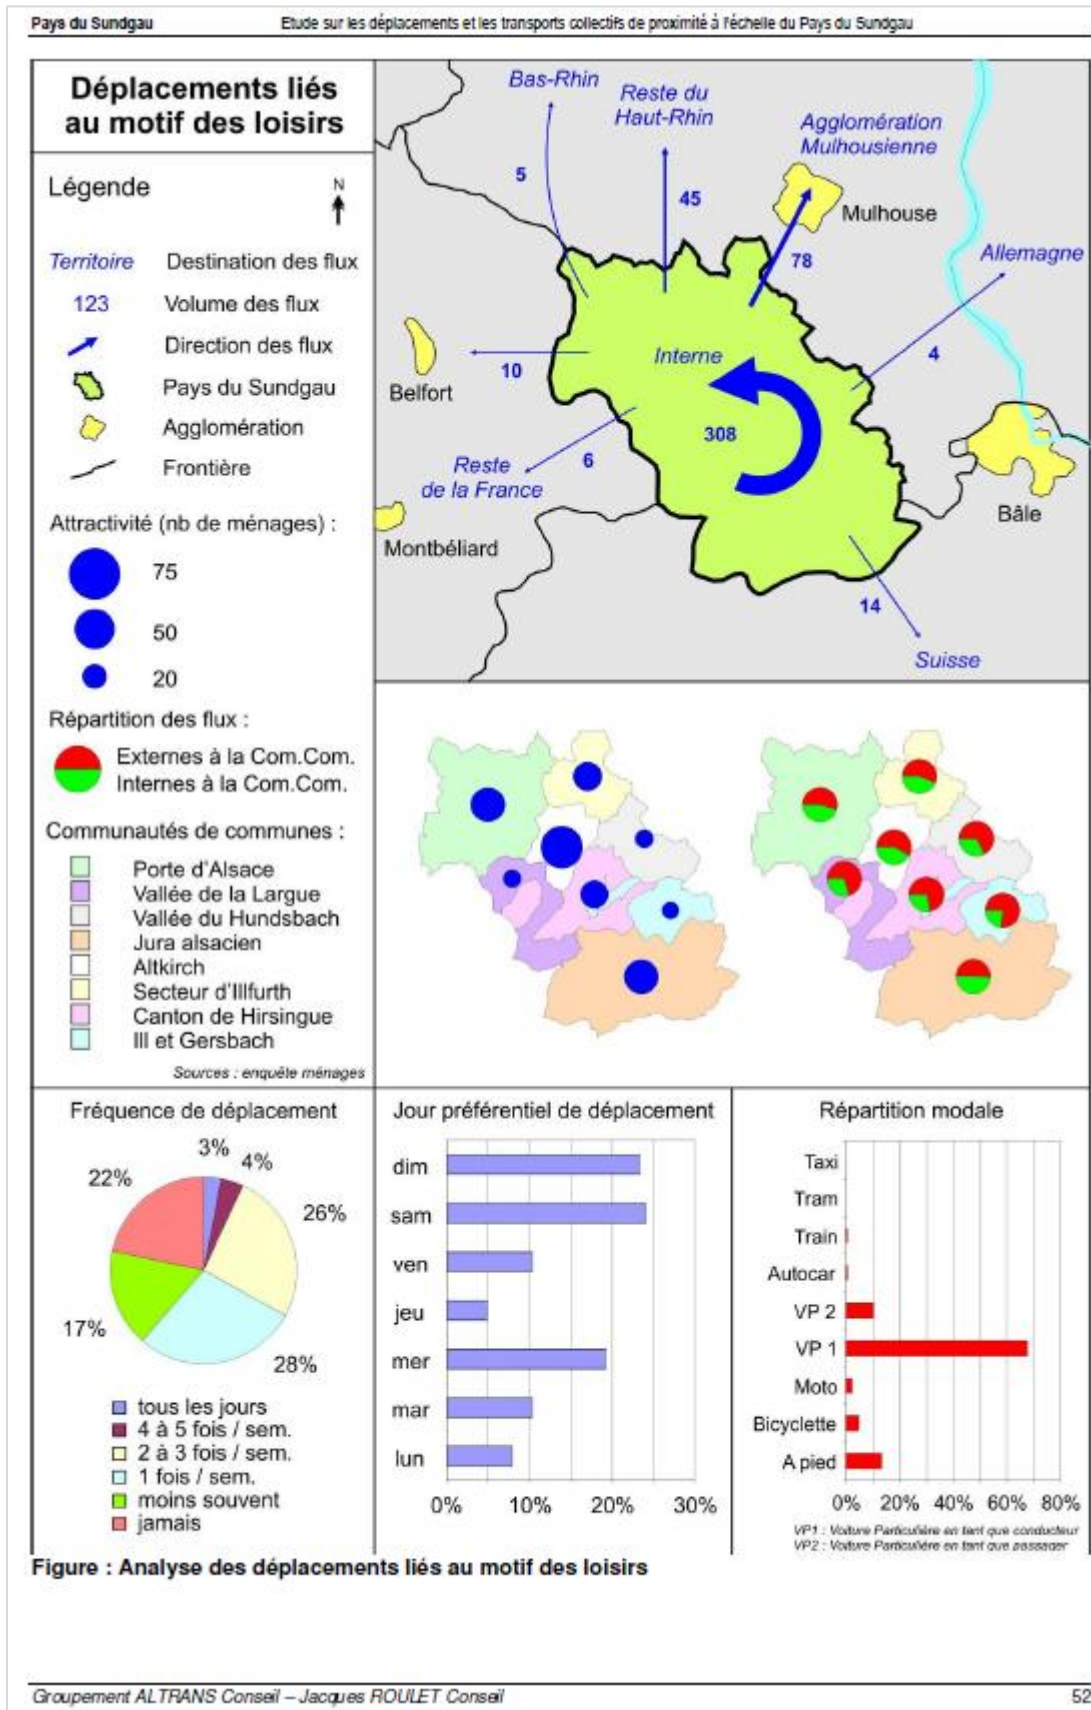 Pays du Sundgau
Etude sur les déplacements et les transports collectifs de proximité à l'échelle du Pays du Sundgau
Déplacements liés
au motif des loisirs
Légende
N
Territoire Destination des flux
123 Volume des flux
Direction des flux
Pays du Sundgau
Agglomération
Frontière
Attractivité (nb de ménages) :
75
50
20
Répartition des flux :
Externes à la Com.Com.
Internes à la Com.Com.
Communautés de communes :
Porte d'Alsace
Vallée de la Largue
Vallée du Hundsbach
Jura alsacien
Altkirch
Secteur d'Illfurth
Canton de Hirsingue
Ill et Gersbach
Sources : enquête ménages
Bas-Rhin
Reste du
Haut-Rhin
Agglomération
Mulhousienne
5
45
Mulhouse
78
Allemagne
Interne
4
10
Belfort
308
6
Reste
de la France
Bâle
Montbéliard
14
Suisse
Fréquence de déplacement
3%
4%
22%
26%
17%
28%
tous les jours
4 à 5 fois / sem.
2 à 3 fois / sem.
1 fois / sem.
moins souvent
jamais
Jour préférentiel de déplacement
dim
sam
ven
jeu
mer
mar
lun
0% 10% 20% 30%
Répartition modale
Taxi
Tram
Train
Autocar
VP 2
VP 1
Moto
Bicyclette
A pied
0% 20% 40% 60% 80%
VP1 : Voiture Particulière en tant que conducteur
VP2 : Voiture Particulière en tant que passager
Figure : Analyse des déplacements liés au motif des loisirs
Groupement ALTRANS Conseil – Jacques ROULET Conseil
52